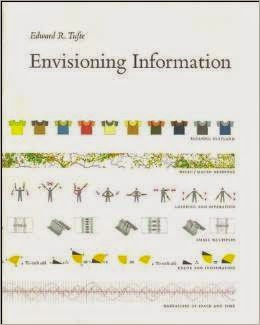 Edward R. Tufte
Envisioning Information
ESCAPING FLATLAND
MICRO/MACRO READINGS
LAYERING AND SEPARATION
SMALL MULTIPLES
COLOR AND INFORMATION
NARRATIVES OF SPACE AND TIME